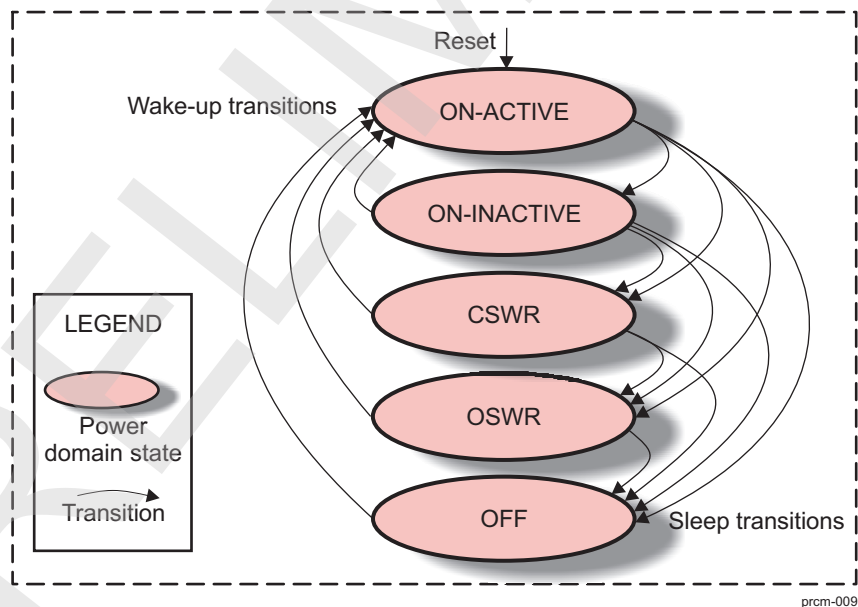 Reset
Wake-up transitions
ON-ACTIVE
ON-INACTIVE
CSWR
OSWR
OFF
Sleep transitions
LEGEND
Power
domain state
Transition
prcm-009